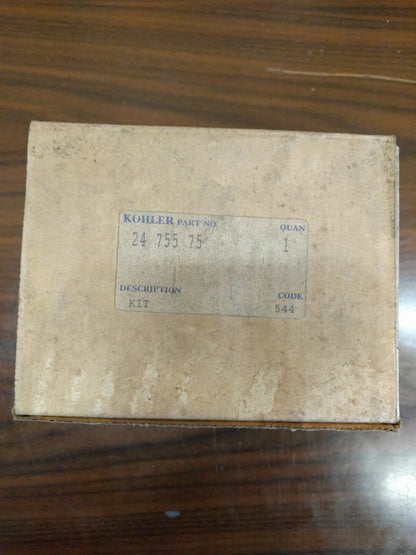 KOHLER PART NO. QUAN
24 755 75 1
DESCRIPTION CODE
KIT 544